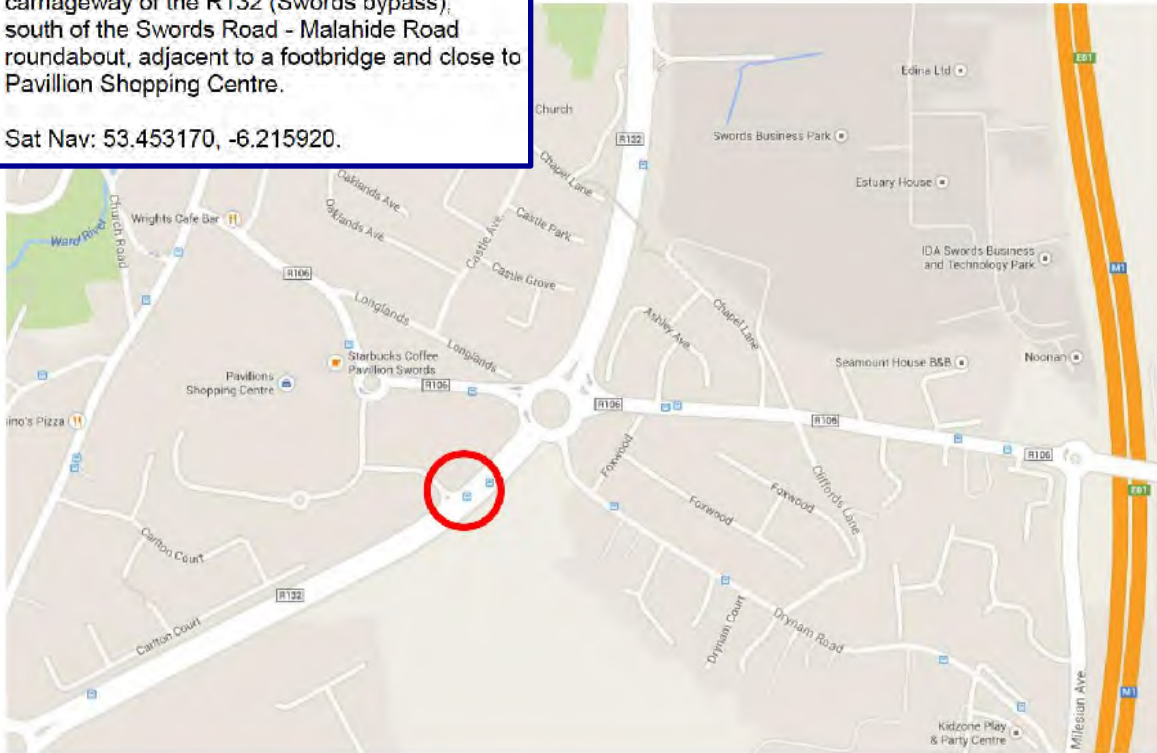 carriageway of the R132 (Swords bypass),
south of the Swords Road - Malahide Road
roundabout, adjacent to a footbridge and close to
Pavillion Shopping Centre.
Sat Nav: 53.453170, -6.215920.
E01
Edina Ltd
Church
R132
Swords Business Park
Chapel Lane
Oaklands Ave
Estuary House
Church Road
Wrights Cafe Bar
Oaklands Ave
Castle Ave
Castle Park
Ward River
IDA Swords Business
and Technology Park
M1
R106
Castle Grove
Longlands
Chapel Lane
Ashley Ave
Longlands
Starbucks Coffee
Pavillion Swords
Seamount House B&B
Noonan
Pavilions
Shopping Centre
R106
R106
ino's Pizza
R106
R106
Foxwood
Cliffords Lane
E01
Foxwood
Foxwood
Carlton Court
R132
Carlton Court
Drynam Court
Drynam Road
Milesian Ave
M1
Kidzone Play
& Party Centre